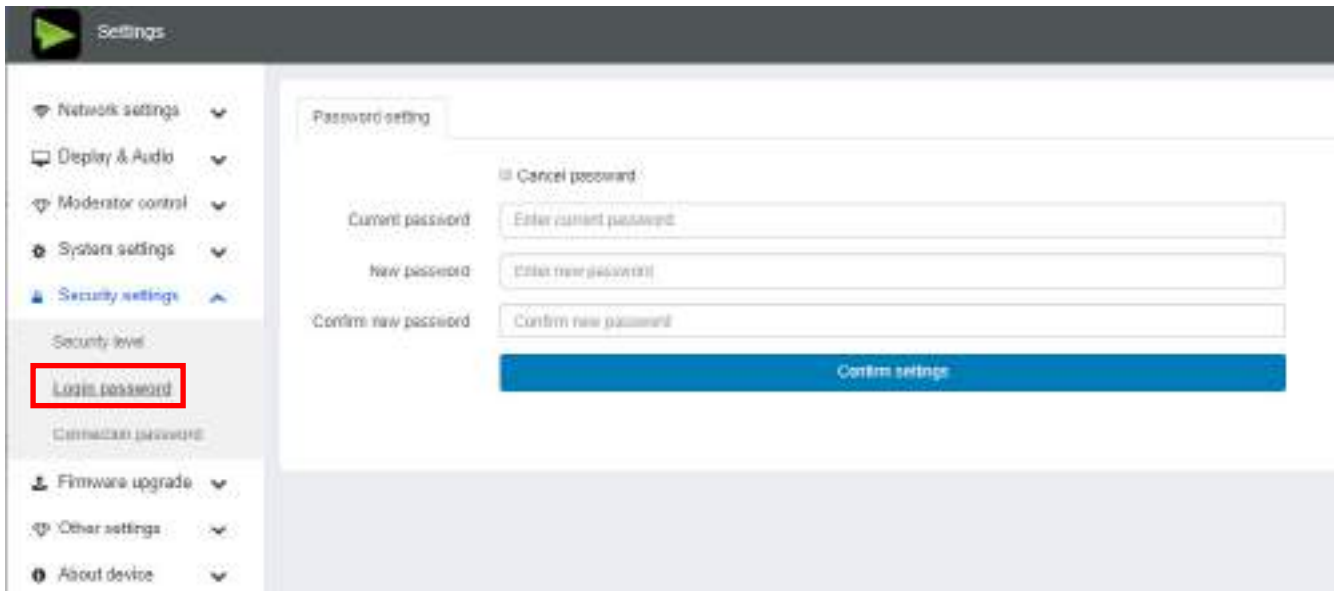 Settings
Network settings
Display & Audio
Moderator control
System settings
Security settings
Security level
Login password
Connection password
Firmware upgrade
Other settings
About device
Password setting
Cancel password
Current password
Enter current password
New password
Enter new password
Confirm new password
Confirm new password
Confirm settings